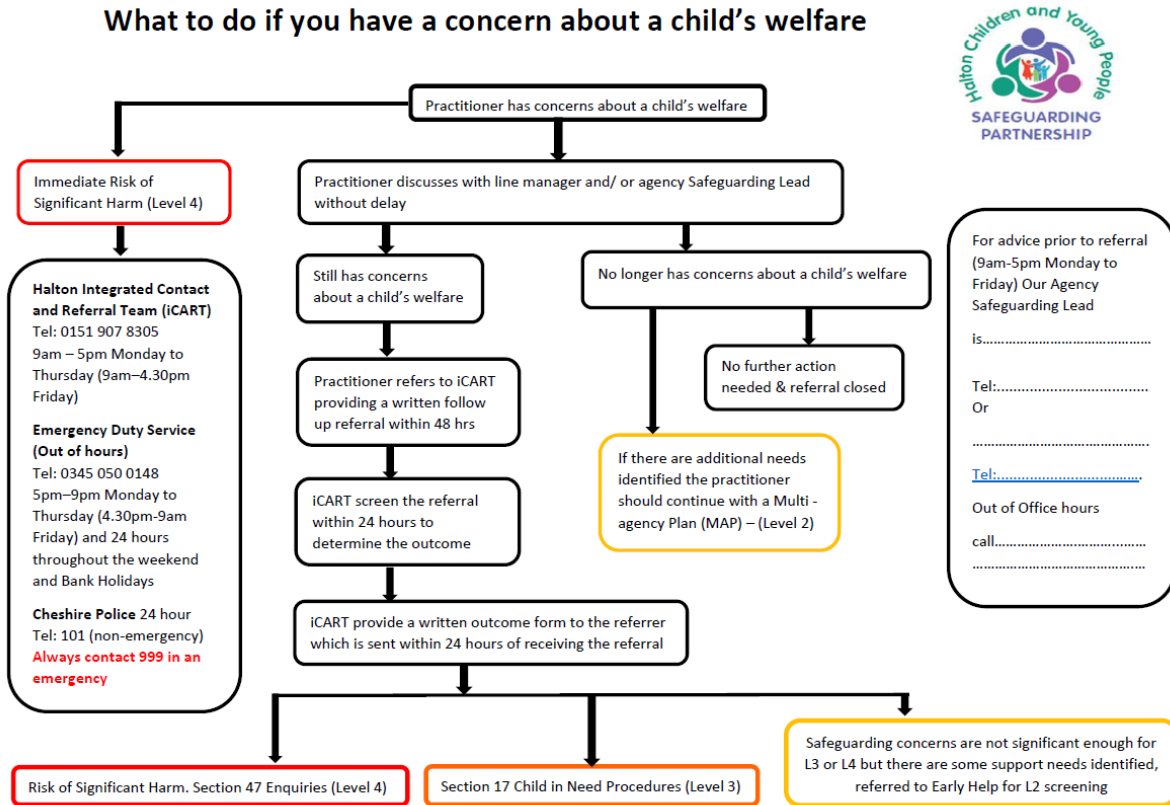 What to do if you have a concern about a child's welfare
Halton Children and Young People
SAFEGUARDING
PARTNERSHIP
Practitioner has concerns about a child's welfare
Immediate Risk of
Significant Harm (Level 4)
Practitioner discusses with line manager and/ or agency Safeguarding Lead
without delay
Halton Integrated Contact
and Referral Team (iCART)
Tel: 0151 907 8305
9am – 5pm Monday to
Thursday (9am–4.30pm
Friday)
Emergency Duty Service
(Out of hours)
Tel: 0345 050 0148
5pm–9pm Monday to
Thursday (4.30pm-9am
Friday) and 24 hours
throughout the weekend
and Bank Holidays
Cheshire Police 24 hour
Tel: 101 (non-emergency)
Always contact 999 in an
emergency
Still has concerns
about a child's welfare
No longer has concerns about a child's welfare
Practitioner refers to iCART
providing a written follow
up referral within 48 hrs
No further action
needed & referral closed
If there are additional needs
identified the practitioner
should continue with a Multi -
agency Plan (MAP) – (Level 2)
iCART screen the referral
within 24 hours to
determine the outcome
iCART provide a written outcome form to the referrer
which is sent within 24 hours of receiving the referral
For advice prior to referral
(9am-5pm Monday to
Friday) Our Agency
Safeguarding Lead
is……………………………………
Tel:......................................
Or
…………………………………….
Tel:…………………………………….
Out of Office hours
call……………………………………
…………………………………….
Risk of Significant Harm. Section 47 Enquiries (Level 4)
Section 17 Child in Need Procedures (Level 3)
Safeguarding concerns are not significant enough for
L3 or L4 but there are some support needs identified,
referred to Early Help for L2 screening